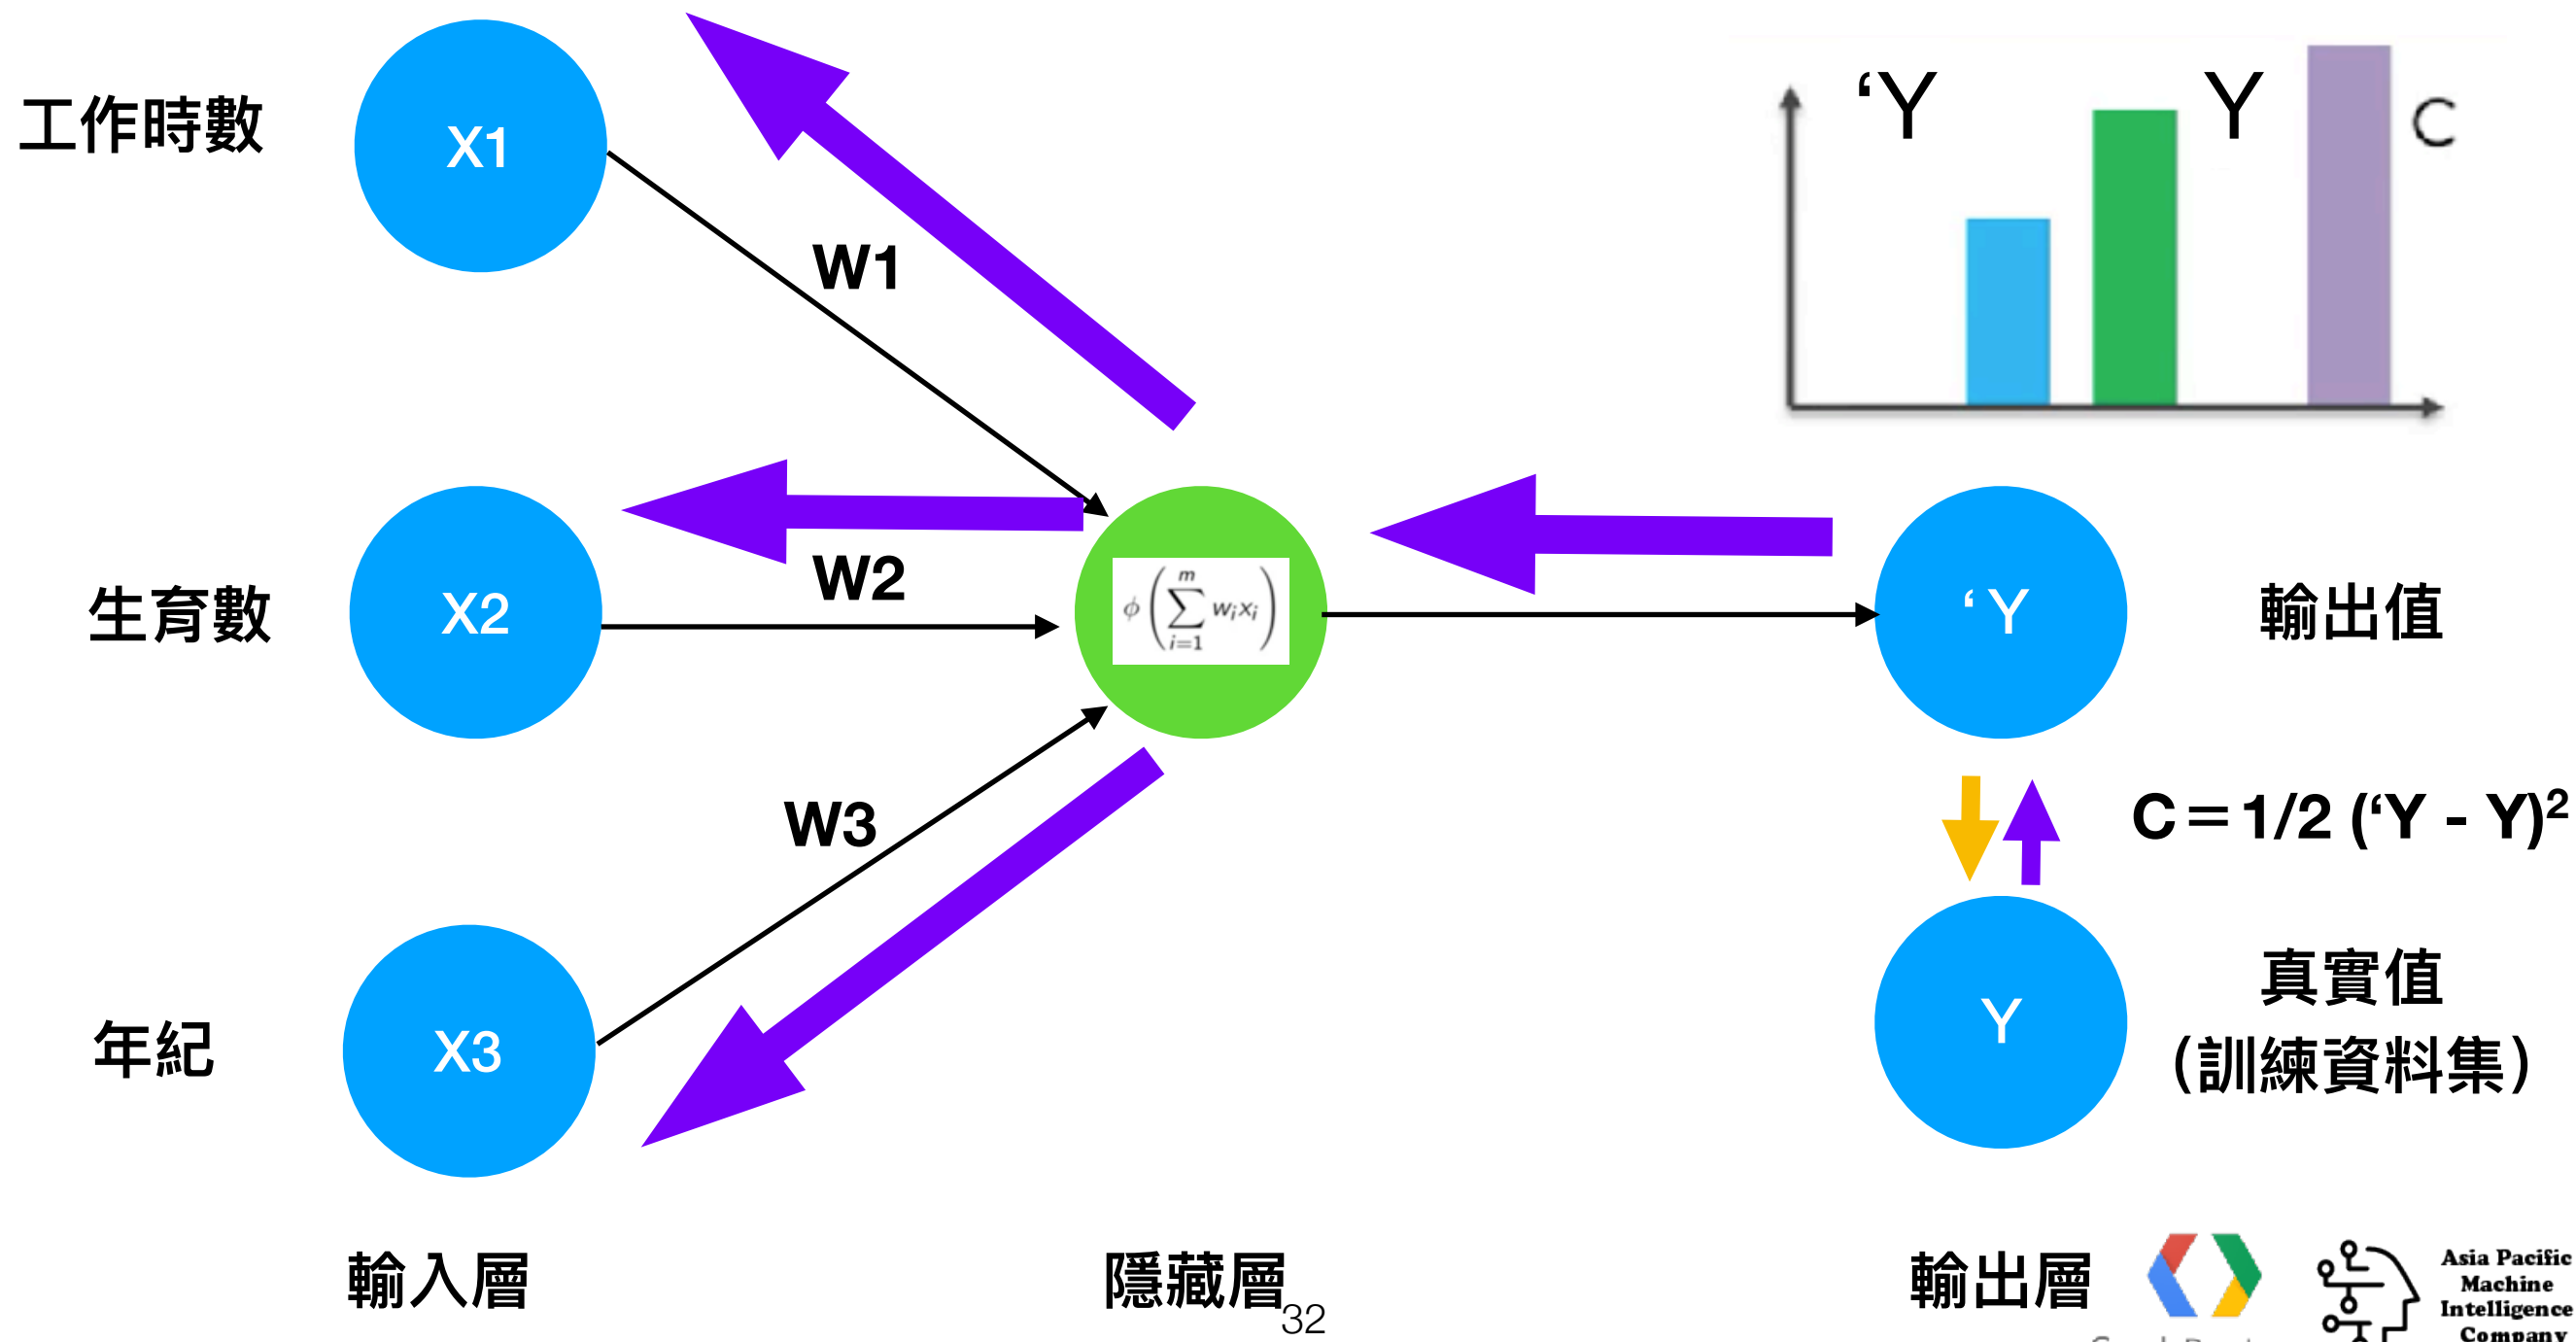 工作時數
X1
W1
‘Y
Y
C
生育數
X2
W2
ϕ(∑ᵢ₌₁ᵐ wᵢxᵢ)
‘ Y
輸出值
W3
C = 1/2 (‘Y - Y)²
年紀
X3
Y
真實值
（訓練資料集）
輸入層
隱藏層
輸出層
32
Asia Pacific
Machine
Intelligence
Company